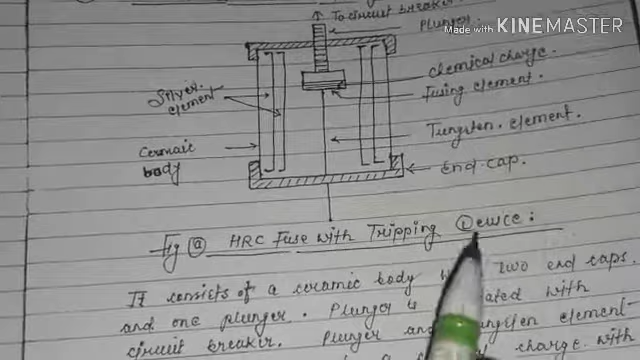 Made with KINEMASTER
To circuit breaker
Plunger.
chemical charge.
fusing element.
Silver element
Tungsten element.
Cermaic body
End cap.
Fig (a) HRC Fuse with Tripping Device:
It consists of a ceramic body two end caps.
and one plunger. Plunger is with
circuit breaker. Plunger and element
charge with